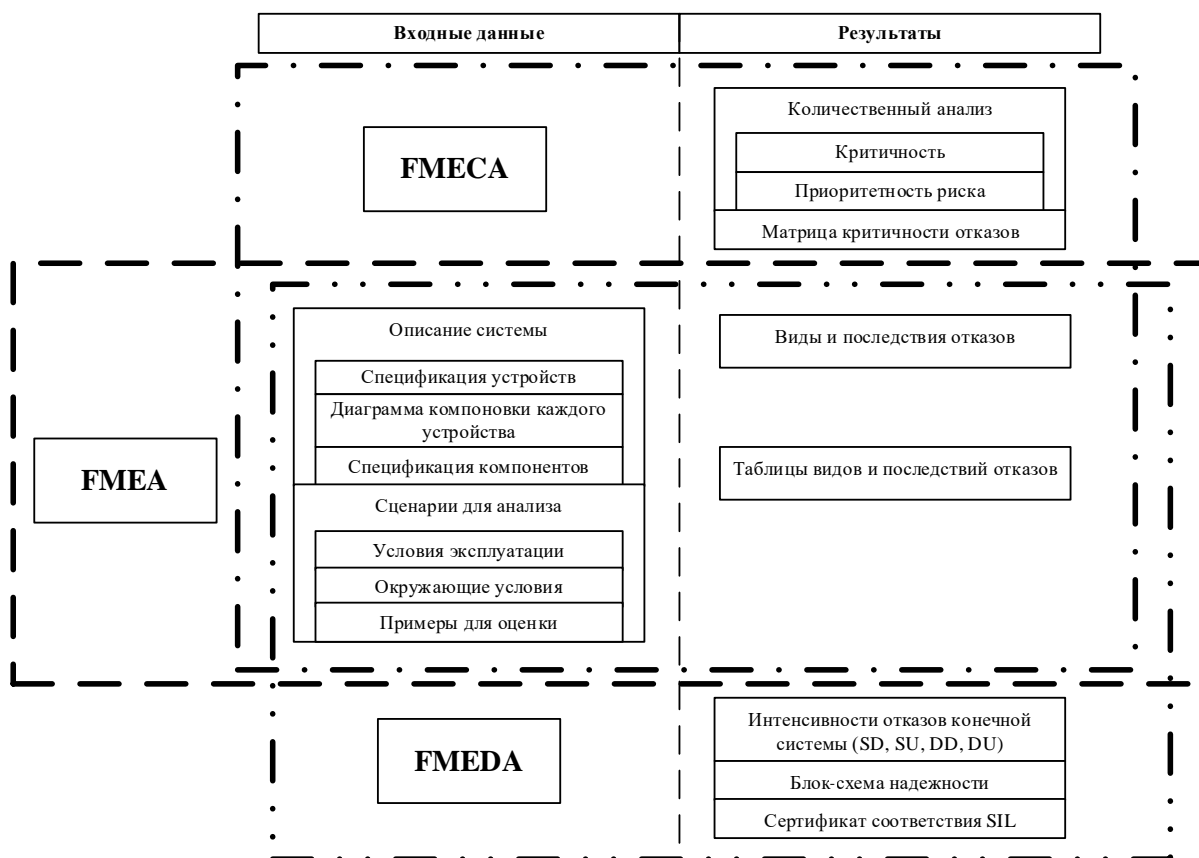 Входные данные
Результаты
FMECA
Количественный анализ
Критичность
Приоритетность риска
Матрица критичности отказов
FMEA
Описание системы
Спецификация устройств
Диаграмма компоновки каждого
устройства
Спецификация компонентов
Сценарии для анализа
Условия эксплуатации
Окружающие условия
Примеры для оценки
Виды и последствия отказов
Таблицы видов и последствий отказов
FMEDA
Интенсивности отказов конечной
системы (SD, SU, DD, DU)
Блок-схема надежности
Сертификат соответствия SIL